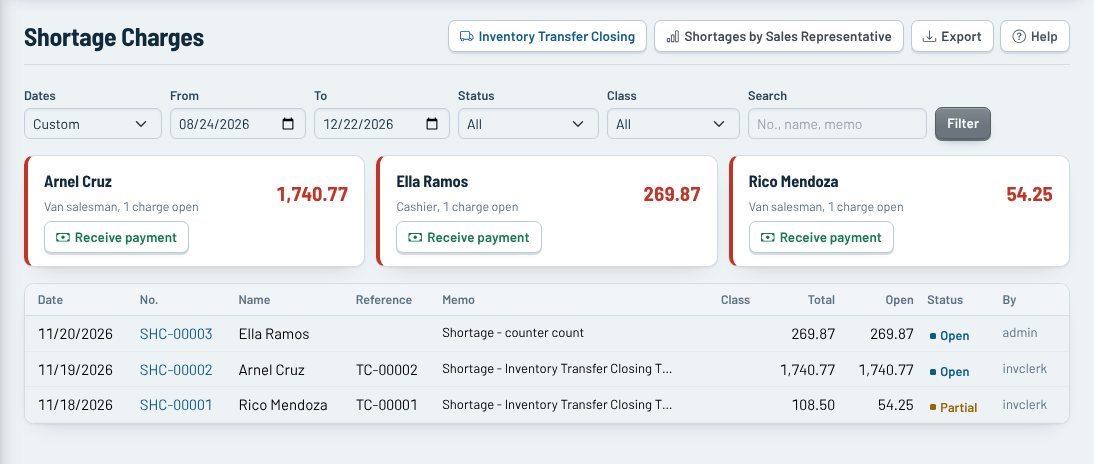 Shortage Charges
Inventory Transfer Closing
Shortages by Sales Representative
Export
Help
Dates From To Status Class Search
Custom 08/24/2026 12/22/2026 All All No., name, memo Filter
Arnel Cruz
1,740.77
Van salesman, 1 charge open
Receive payment
Ella Ramos
269.87
Cashier, 1 charge open
Receive payment
Rico Mendoza
54.25
Van salesman, 1 charge open
Receive payment
Date No. Name Reference Memo Class Total Open Status By
11/20/2026 SHC-00003 Ella Ramos Shortage - counter count 269.87 269.87 Open admin
11/19/2026 SHC-00002 Arnel Cruz TC-00002 Shortage - Inventory Transfer Closing T... 1,740.77 1,740.77 Open invclerk
11/18/2026 SHC-00001 Rico Mendoza TC-00001 Shortage - Inventory Transfer Closing T... 108.50 54.25 Partial invclerk